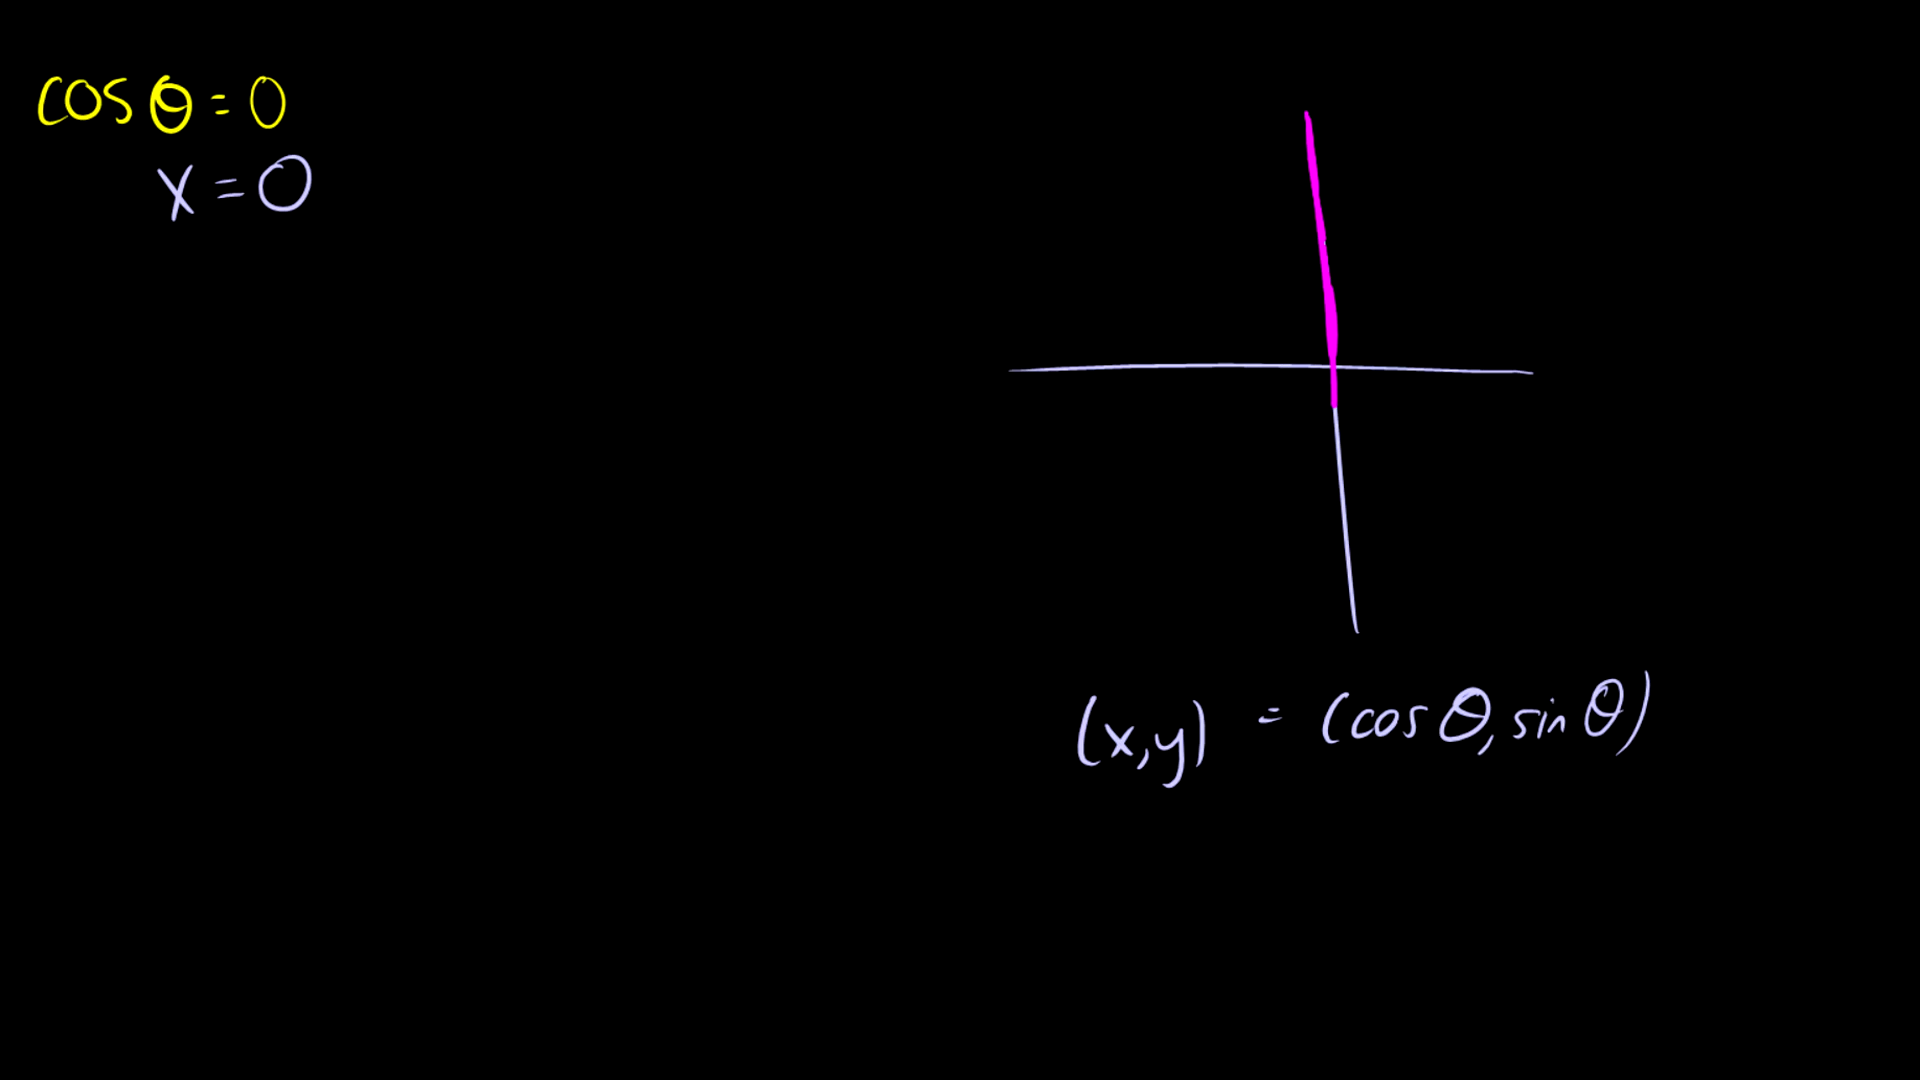 cos θ = 0
x = 0
(x,y) = (cos θ, sin θ)